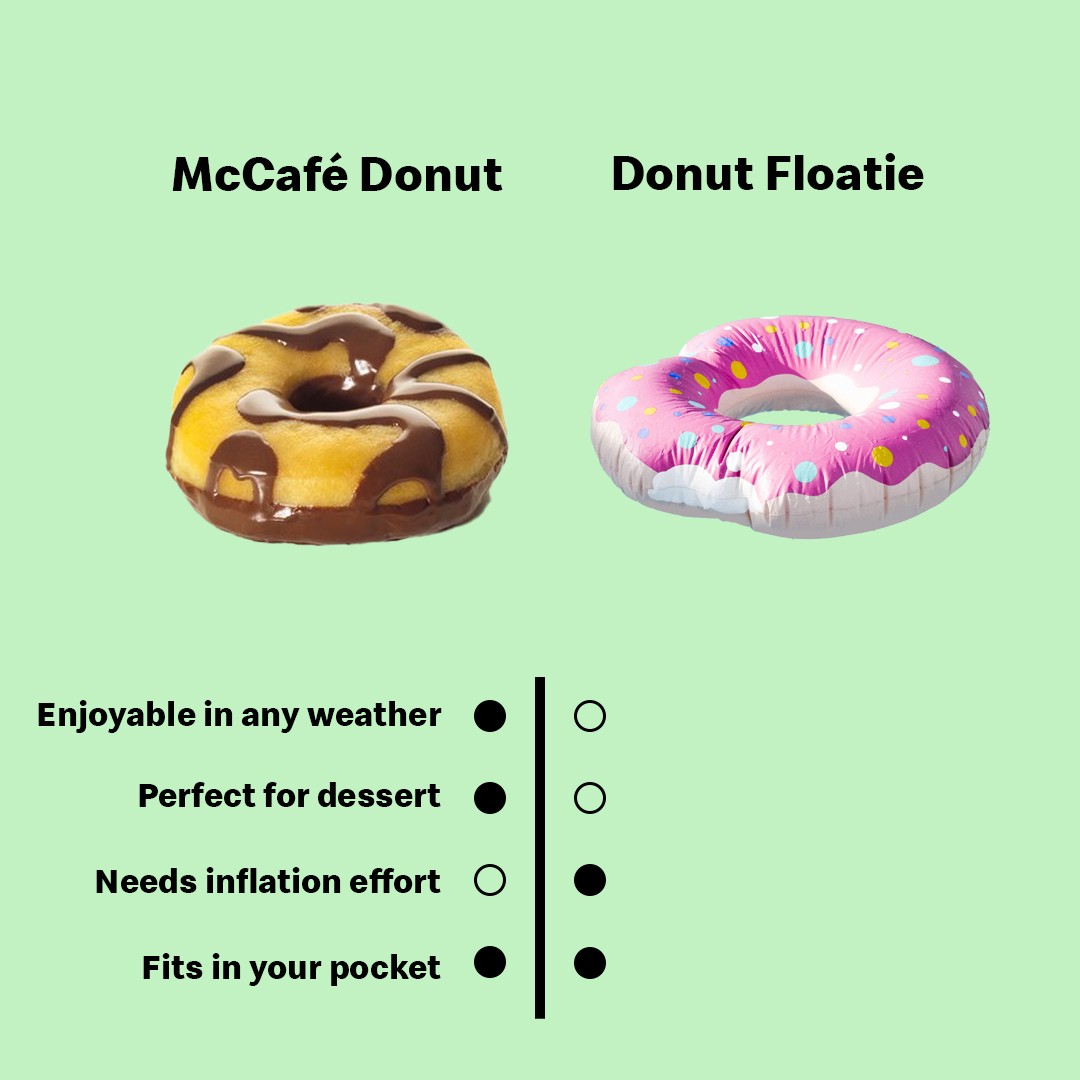 McCafé Donut
Donut Floatie
Enjoyable in any weather
Perfect for dessert
Needs inflation effort
Fits in your pocket